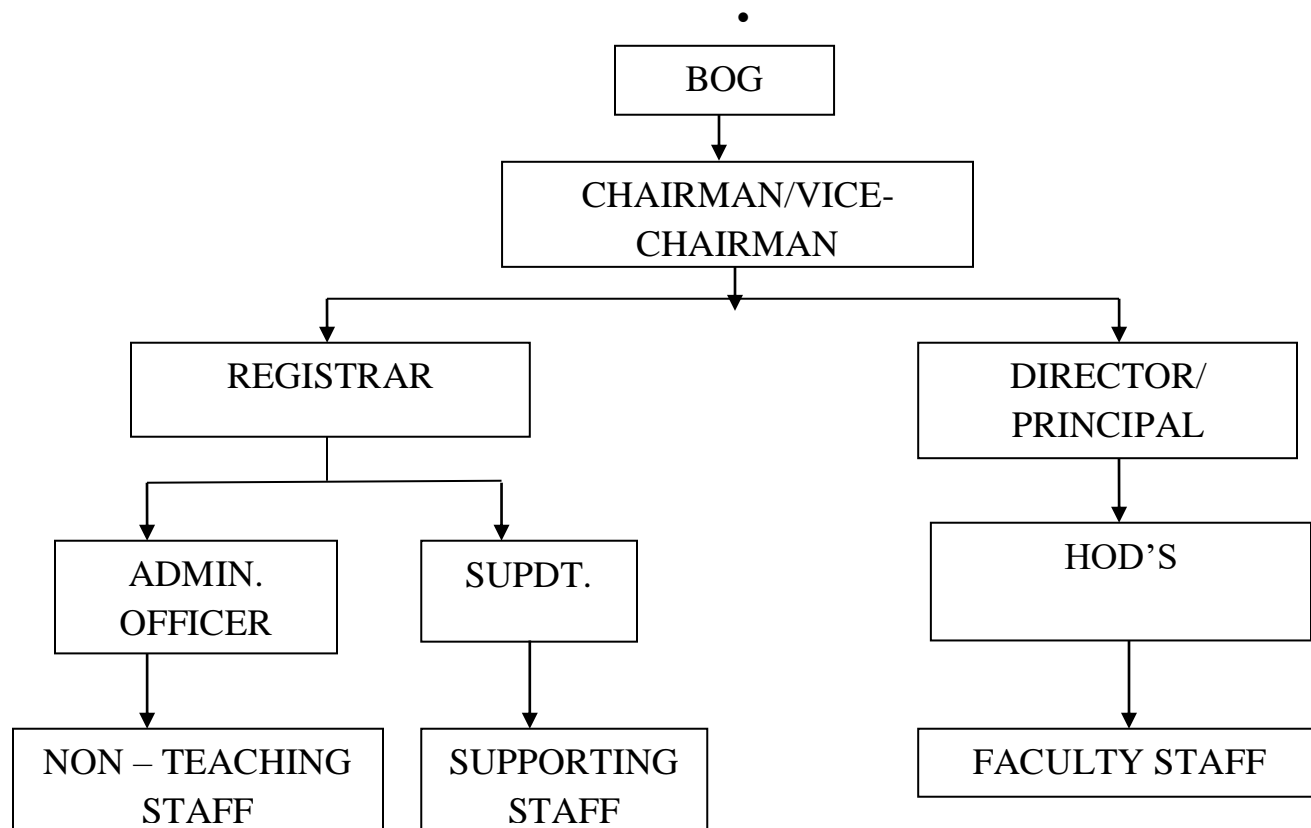 •
BOG
CHAIRMAN/VICE-
CHAIRMAN
REGISTRAR
DIRECTOR/
PRINCIPAL
ADMIN.
OFFICER
SUPDT.
HOD’S
NON – TEACHING
STAFF
SUPPORTING
STAFF
FACULTY STAFF